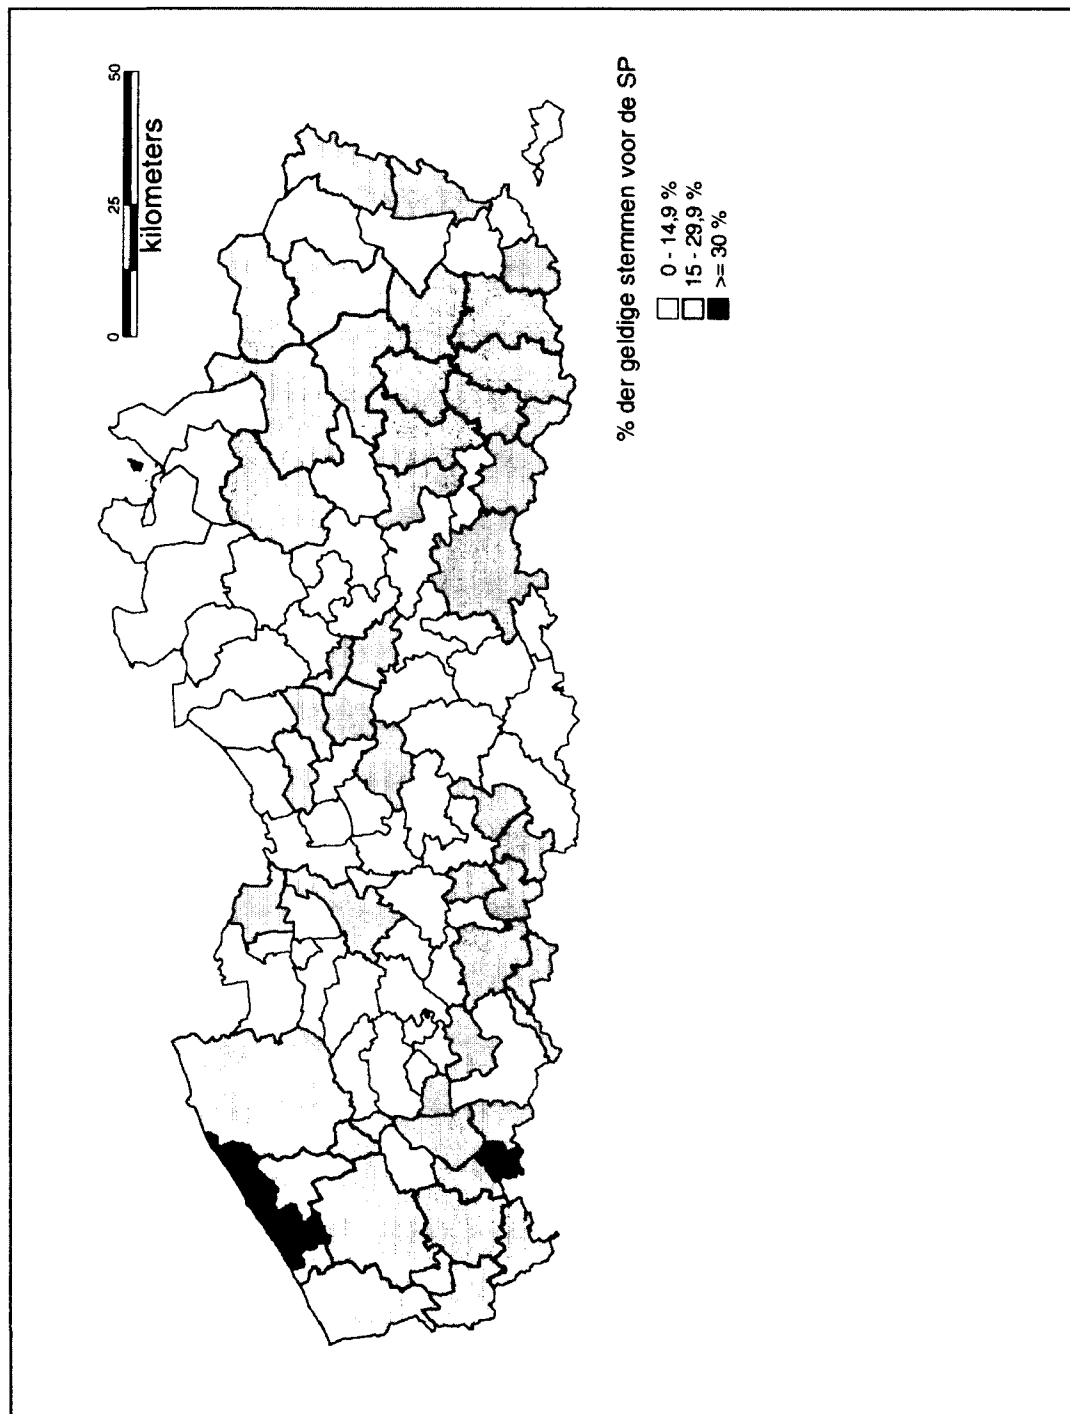 0 25 50
kilometers
% der geldige stemmen voor de SP
0 - 14,9 %
15 - 29,9 %
>= 30 %